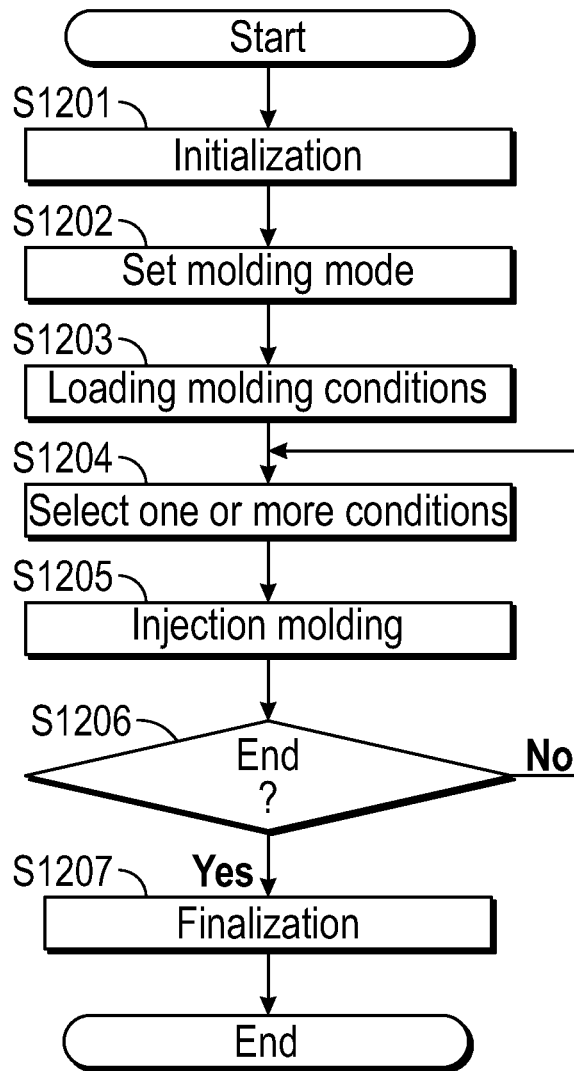 Start
S1201
Initialization
S1202
Set molding mode
S1203
Loading molding conditions
S1204
Select one or more conditions
S1205
Injection molding
S1206
End
?
No
Yes
S1207
Finalization
End